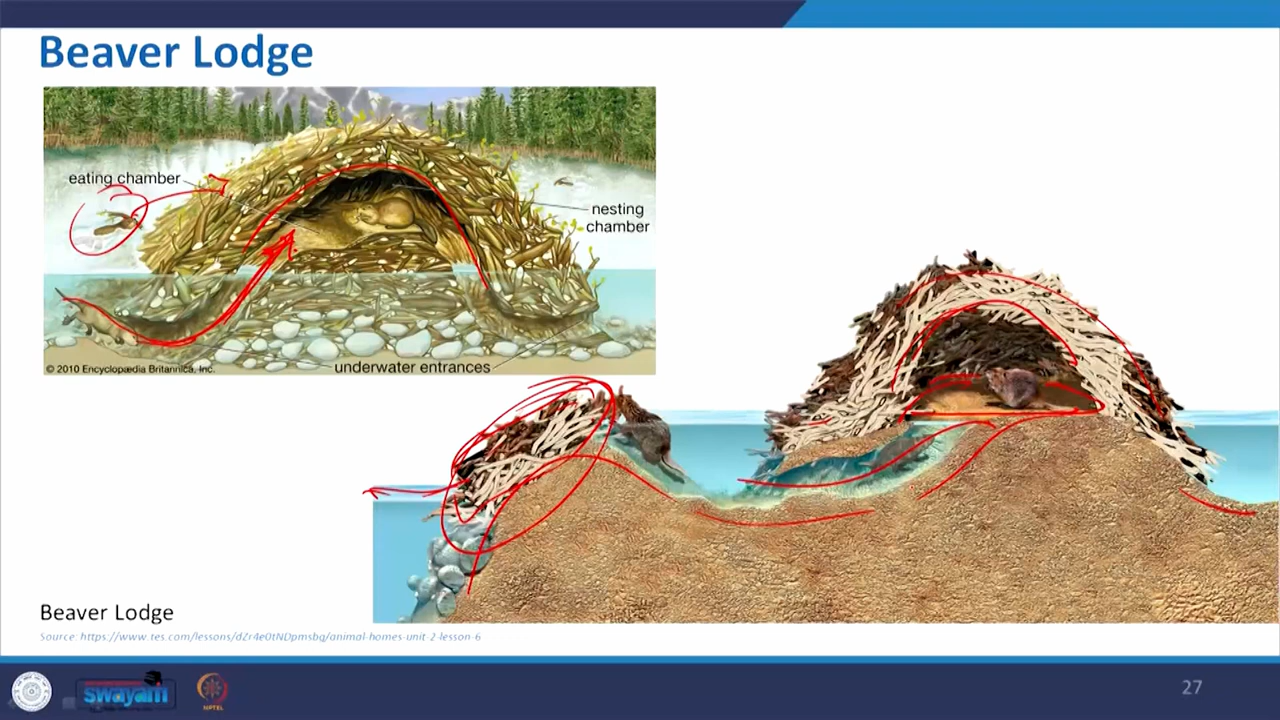 Beaver Lodge
eating chamber
nesting
chamber
underwater entrances
© 2010 Encyclopædia Britannica, Inc.
Beaver Lodge
Source: https://www.tes.com/lessons/dZr4e0tNDpmsbq/animal-homes-unit-2-lesson-6
swayam
NPTEL
27